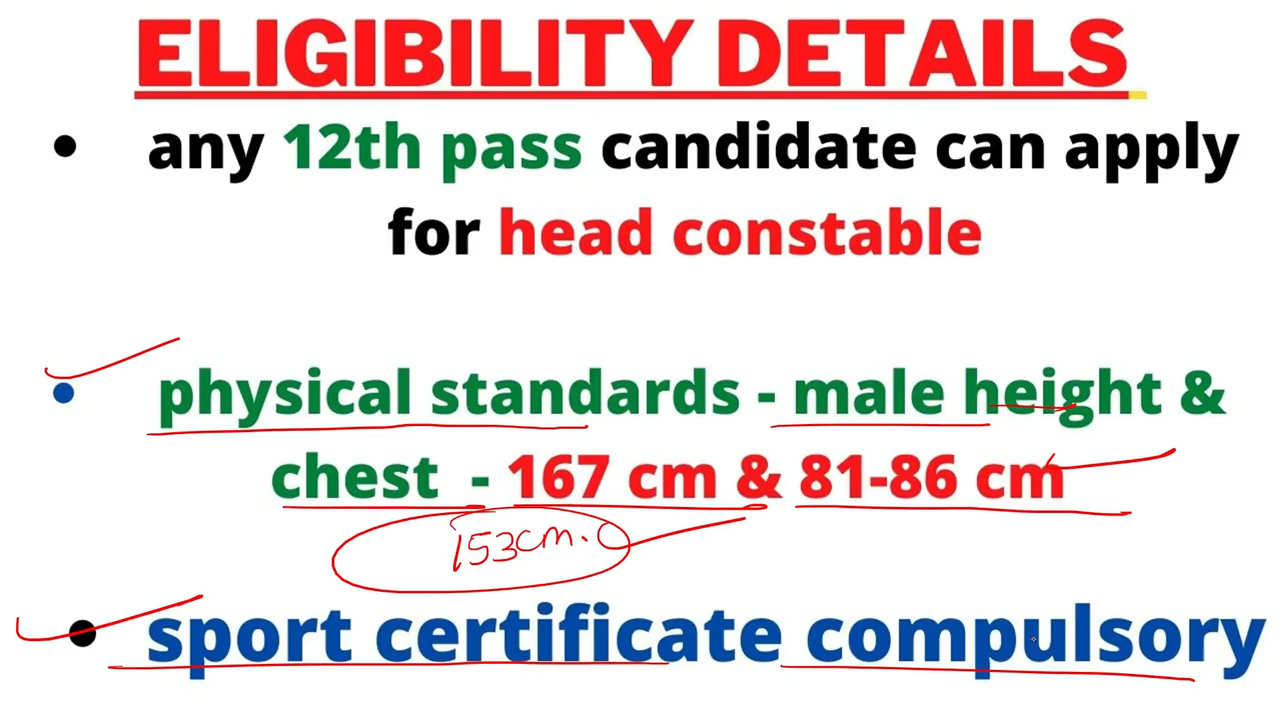 ELIGIBILITY DETAILS
• any 12th pass candidate can apply
for head constable
• physical standards - male height &
chest - 167 cm & 81-86 cm
153cm.
• sport certificate compulsory